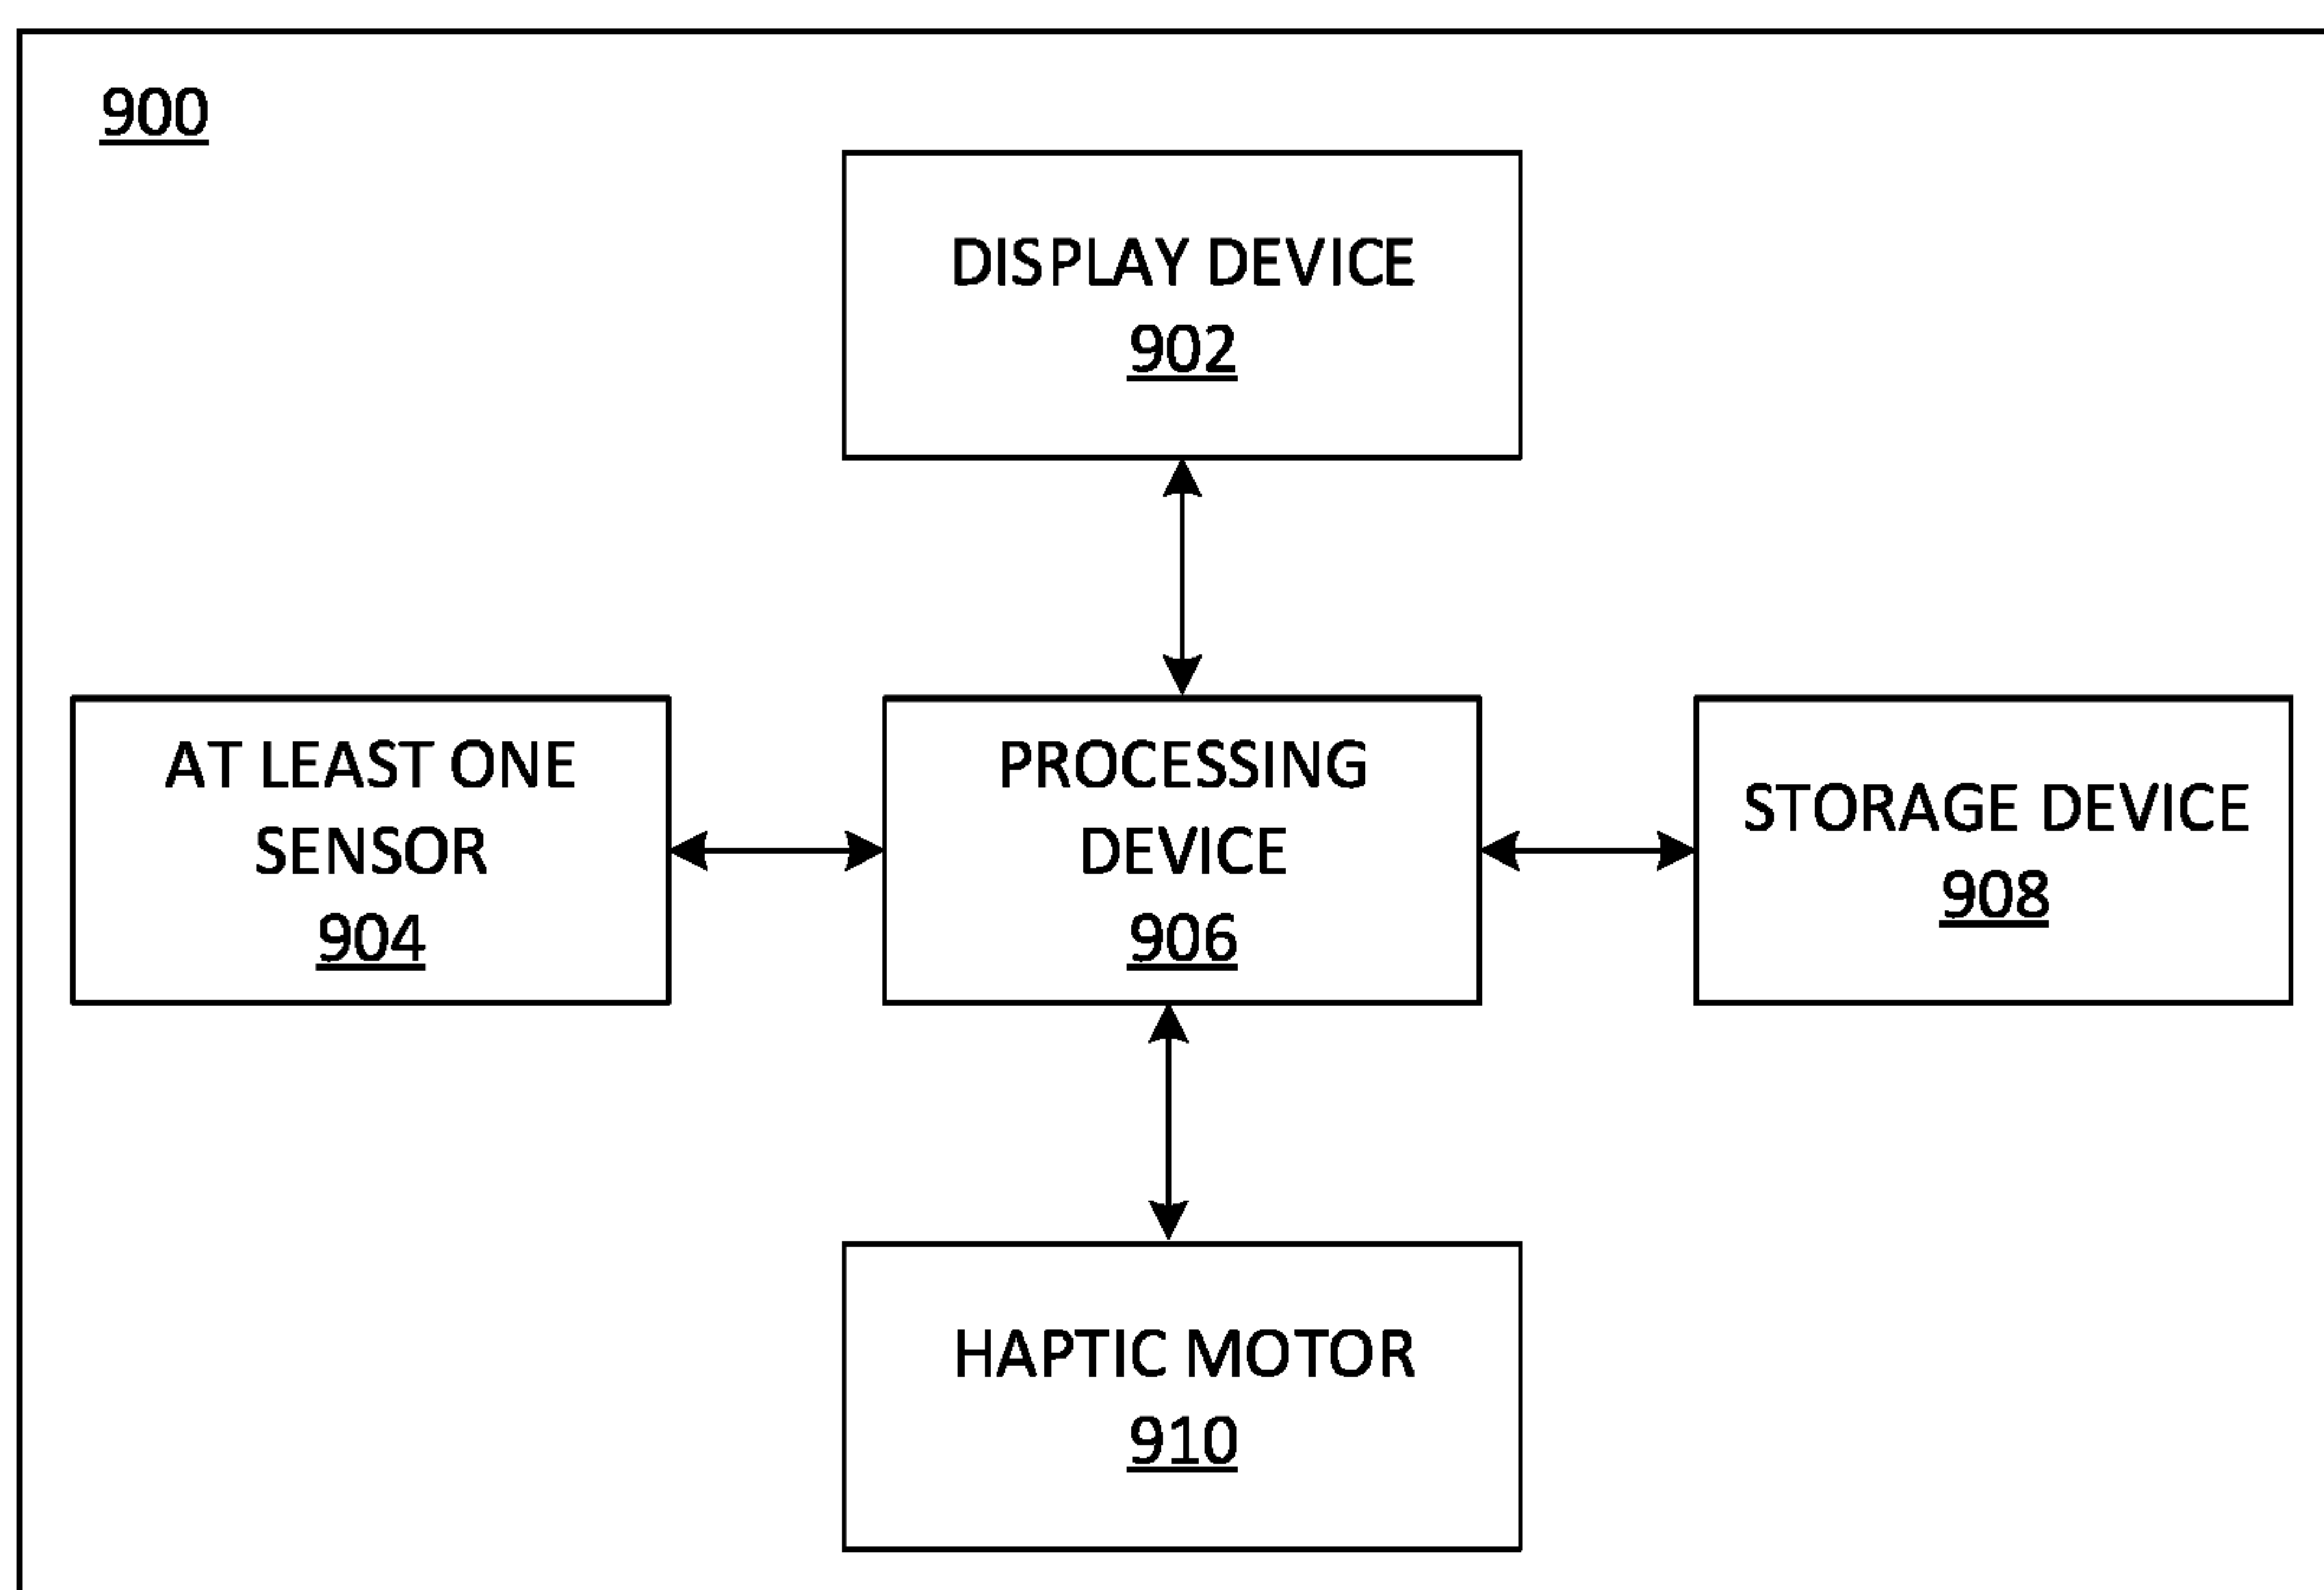 900
DISPLAY DEVICE
902
AT LEAST ONE
SENSOR
904
PROCESSING
DEVICE
906
STORAGE DEVICE
908
HAPTIC MOTOR
910